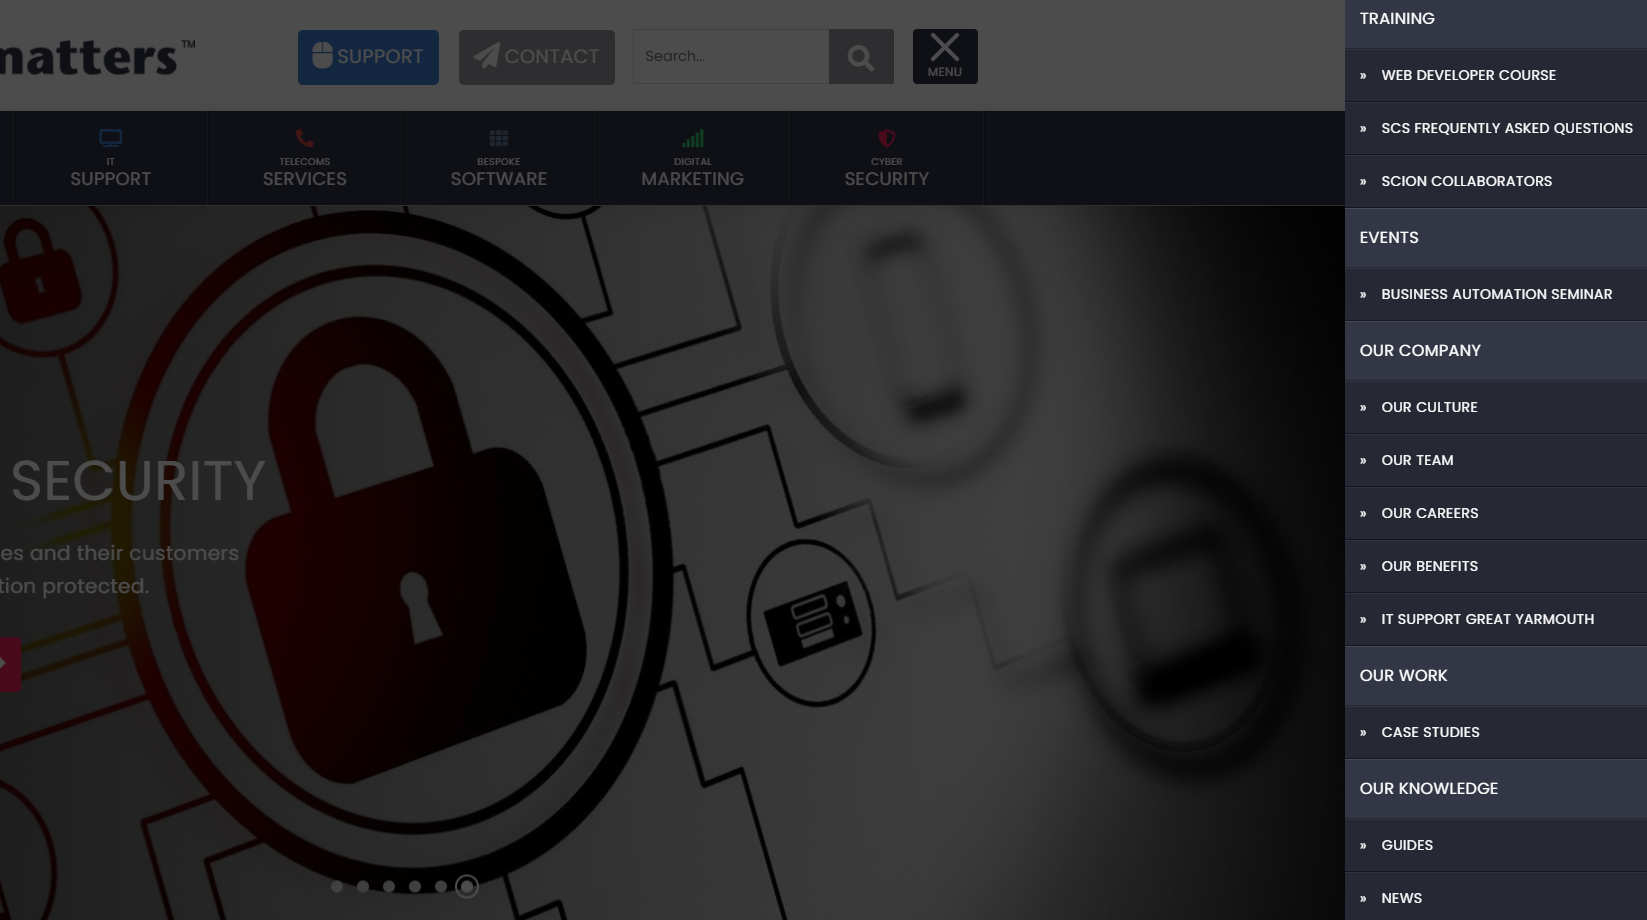 matters™
SUPPORT
CONTACT
Search...
MENU
IT
SUPPORT
TELECOMS
SERVICES
BESPOKE
SOFTWARE
DIGITAL
MARKETING
CYBER
SECURITY
SECURITY
es and their customers
tion protected.
TRAINING
» WEB DEVELOPER COURSE
» SCS FREQUENTLY ASKED QUESTIONS
» SCION COLLABORATORS
EVENTS
» BUSINESS AUTOMATION SEMINAR
OUR COMPANY
» OUR CULTURE
» OUR TEAM
» OUR CAREERS
» OUR BENEFITS
» IT SUPPORT GREAT YARMOUTH
OUR WORK
» CASE STUDIES
OUR KNOWLEDGE
» GUIDES
» NEWS